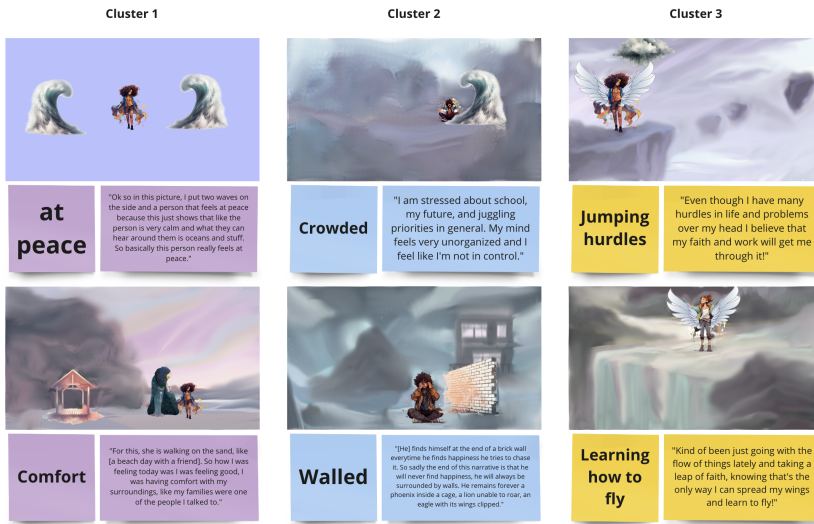 Cluster 1
Cluster 2
Cluster 3
at
peace
"Ok so in this picture, I put two waves on
the side and a person that feels at peace
because this just shows that like the
person is very calm and what they can
hear around them is oceans and stuff.
So basically this person really feels at
peace."
Crowded
"I am stressed about school,
my future, and juggling
priorities in general. My mind
feels very unorganized and I
feel like I'm not in control."
Jumping
hurdles
"Even though I have many
hurdles in life and problems
over my head I believe that
my faith and work will get me
through it!"
Comfort
"For this, she is walking on the sand, like
[a beach day with a friend]. So how I was
feeling today was I was feeling good, I
was having comfort with my
surroundings, like my families were one
of the people I talked to."
Walled
"[He] finds himself at the end of a brick wall
everytime he finds happiness he tries to chase
it. So sadly the end of this narrative is that he
will never find happiness, he will always be
surrounded by walls. He remains forever a
phoenix inside a cage, a lion unable to roar, an
eagle with its wings clipped."
Learning
how to
fly
"Kind of been just going with the
flow of things lately and taking a
leap of faith, knowing that's the
only way I can spread my wings
and learn to fly!"